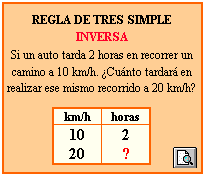 REGLA DE TRES SIMPLE
INVERSA
Si un auto tarda 2 horas en recorrer un
camino a 10 km/h. ¿Cuánto tardará en
realizar ese mismo recorrido a 20 km/h?
km/h horas
10 2
20 ?